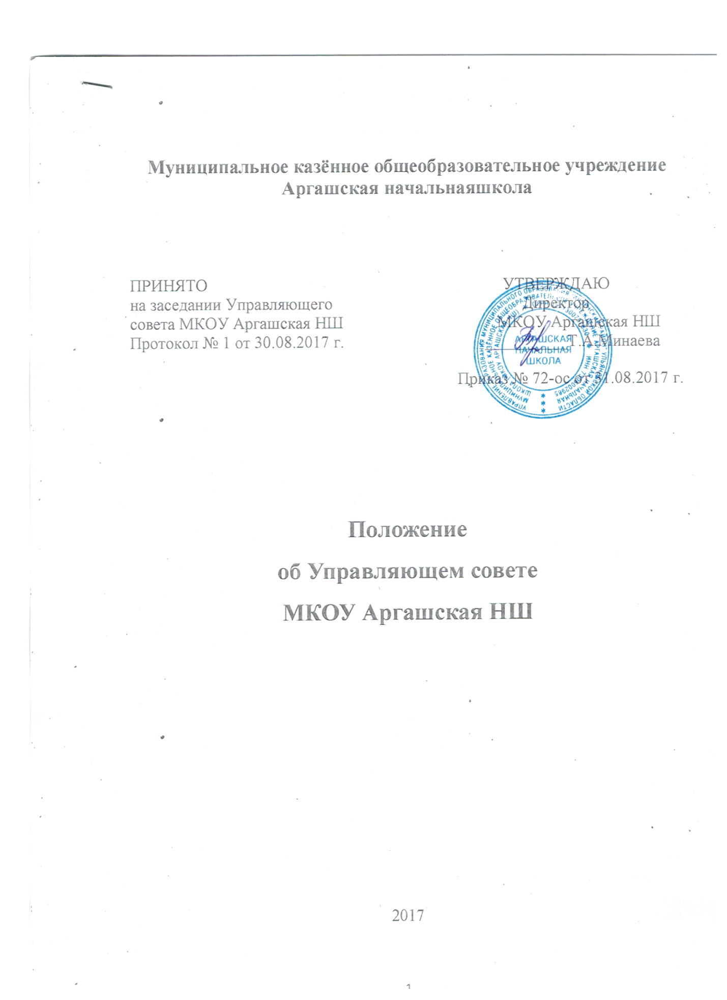 Муниципальное казённое общеобразовательное учреждение
Аргашская начальнаяшкола
ПРИНЯТО
на заседании Управляющего
совета МКОУ Аргашская НШ
Протокол № 1 от 30.08.2017 г.
УТВЕРЖДАЮ
Директор
МКОУ Аргашская НШ
Т.А.Минаева
Приказ № 72-ос от 31.08.2017 г.
АРГАШСКАЯ
НАЧАЛЬНАЯ
ШКОЛА
Положение
об Управляющем совете
МКОУ Аргашская НШ
2017
1